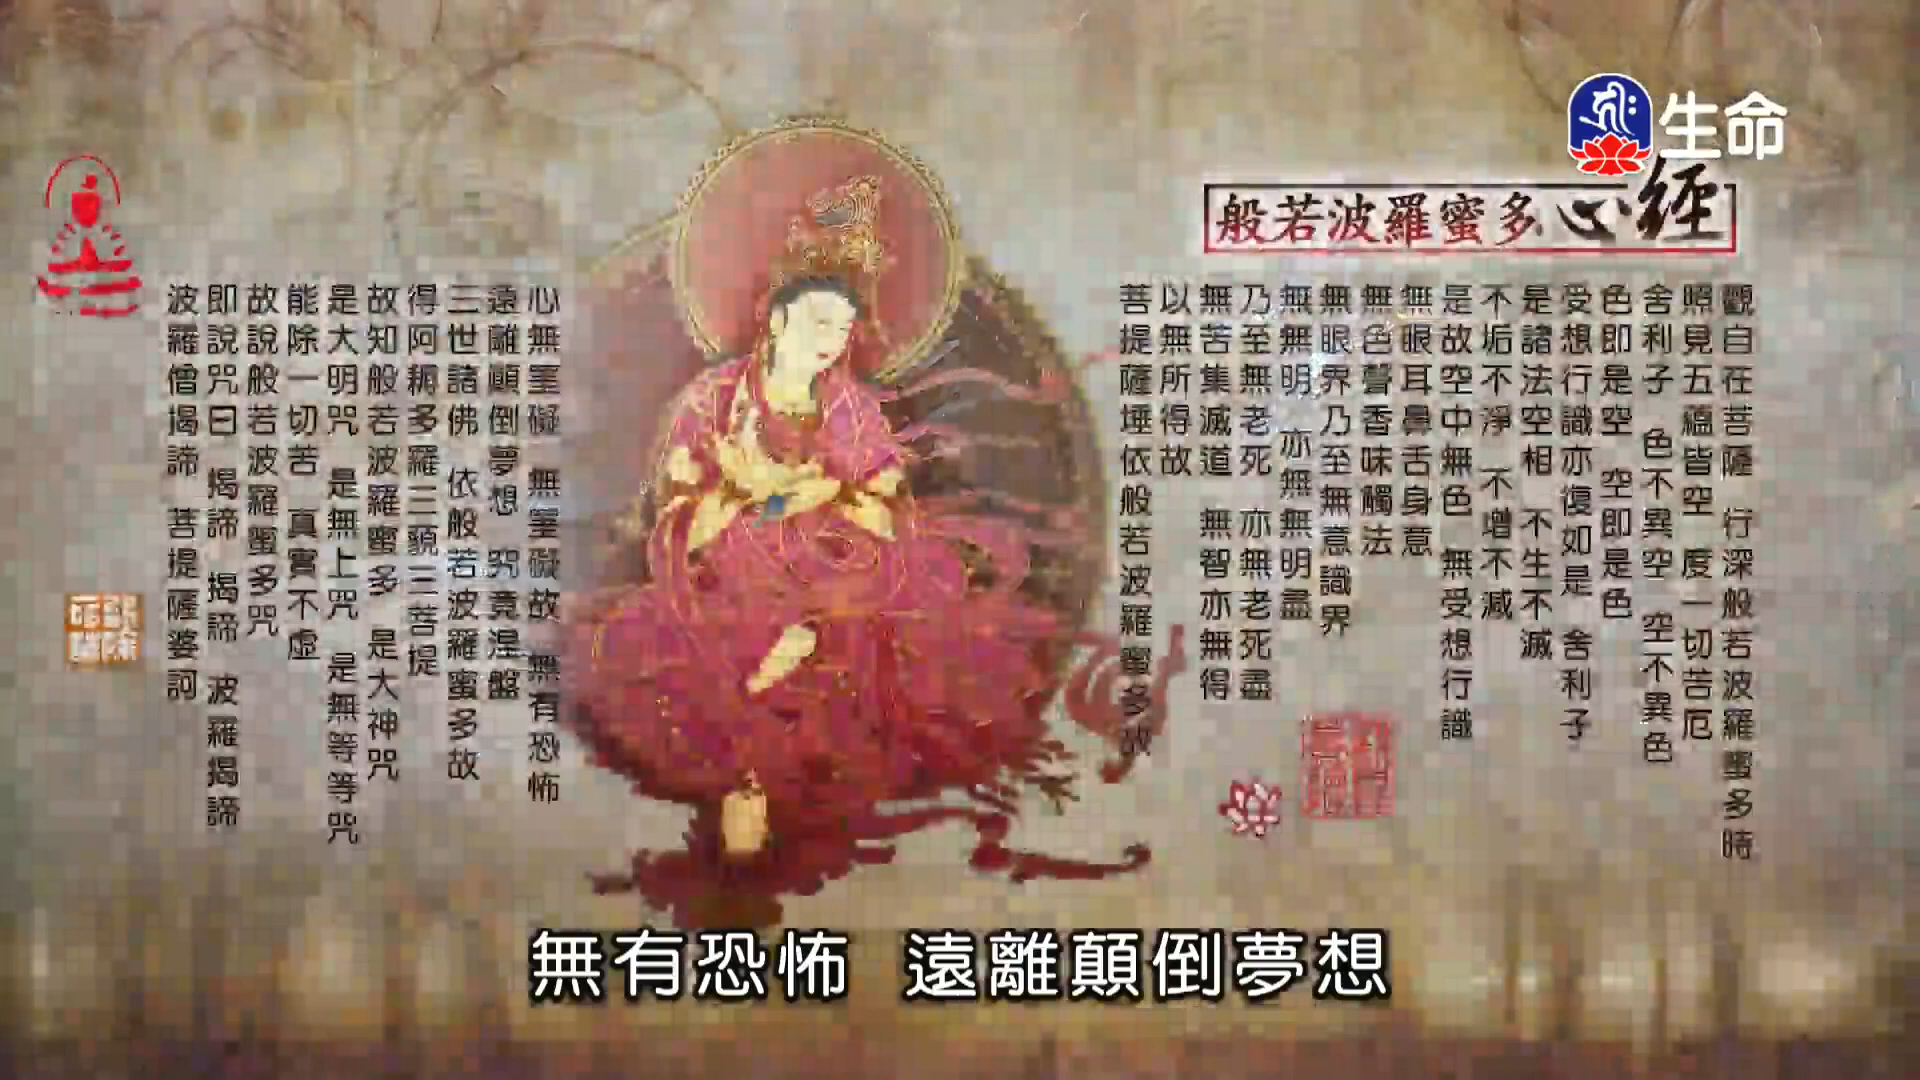 生命
般若波羅蜜多心經
觀自在菩薩 行深般若波羅蜜多時
照見五蘊皆空 度一切苦厄
舍利子 色不異空 空不異色
色即是空 空即是色
受想行識亦復如是 舍利子
是諸法空相 不生不滅
不垢不淨 不增不減
是故空中無色 無受想行識
無眼耳鼻舌身意
無色聲香味觸法
無眼界乃至無意識界
無無明 亦無無明盡
乃至無老死 亦無老死盡
無苦集滅道 無智亦無得
以無所得故
菩提薩埵依般若波羅蜜多故
心無罣礙 無罣礙故 無有恐怖
遠離顛倒夢想 究竟涅盤
三世諸佛 依般若波羅蜜多故
得阿耨多羅三藐三菩提
故知般若波羅蜜多 是大神咒
是大明咒 是無上咒 是無等等咒
能除一切苦 真實不虛
故說般若波羅蜜多咒
即說咒曰 揭諦 揭諦 波羅揭諦
波羅僧揭諦 菩提薩婆訶
無有恐怖 遠離顛倒夢想